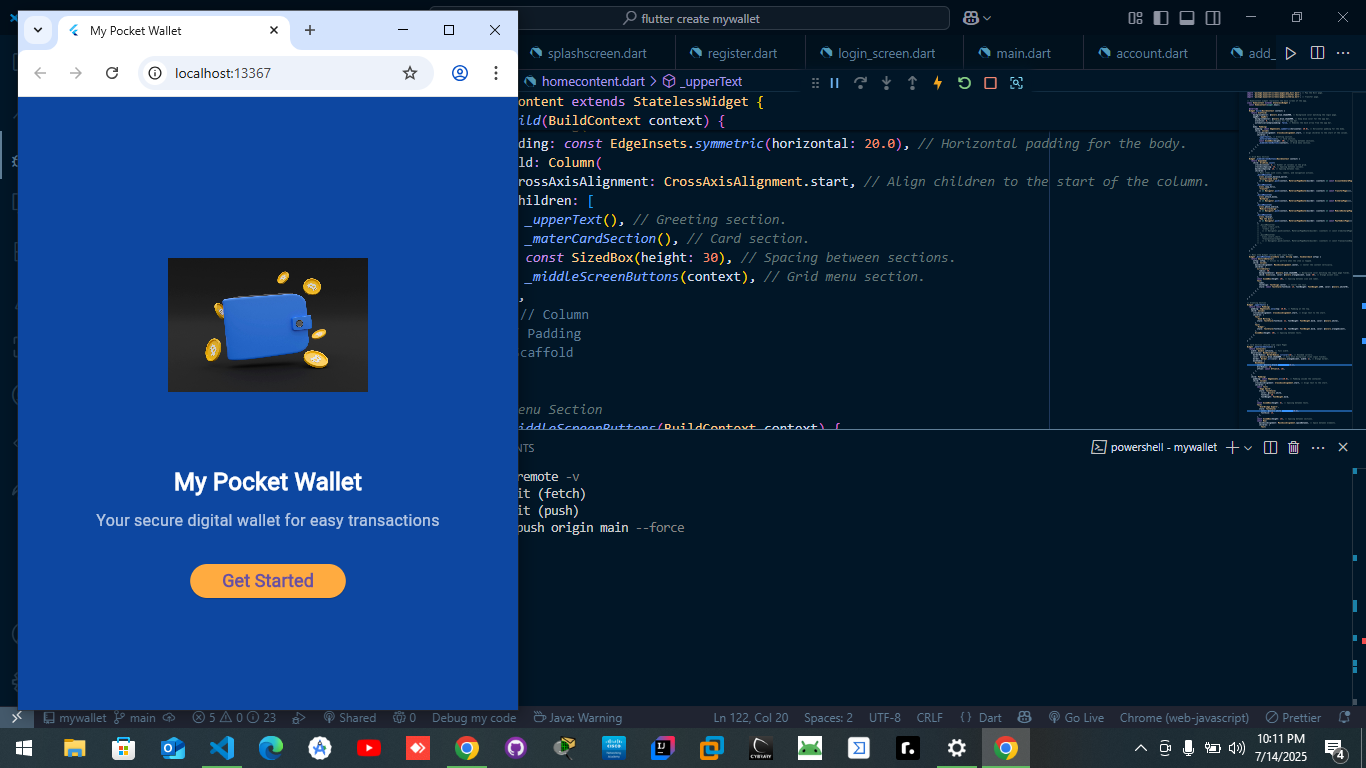 My Pocket Wallet
localhost:13367
My Pocket Wallet
Your secure digital wallet for easy transactions
Get Started
flutter create mywallet
splashscreen.dart
register.dart
login_screen.dart
main.dart
account.dart
add_
homecontent.dart > _upperText
ontent extends StatelessWidget {
ild(BuildContext context) {
ding: const EdgeInsets.symmetric(horizontal: 20.0), // Horizontal padding for the body.
ld: Column(
rossAxisAlignment: CrossAxisAlignment.start, // Align children to the start of the column.
hildren: [
_upperText(), // Greeting section.
_materCardSection(), // Card section.
const SizedBox(height: 30), // Spacing between sections.
_middleScreenButtons(context), // Grid menu section.
,
// Column
Padding
caffold
enu Section
iddleScreenButtons(BuildContext context) {
NTS
powershell - mywallet
remote -v
it (fetch)
it (push)
push origin main --force
mywallet
main
5
0
23
Shared
0
Debug my code
Java: Warning
Ln 122, Col 20
Spaces: 2
UTF-8
CRLF
{ } Dart
Go Live
Chrome (web-javascript)
Prettier
10:11 PM
7/14/2025
4